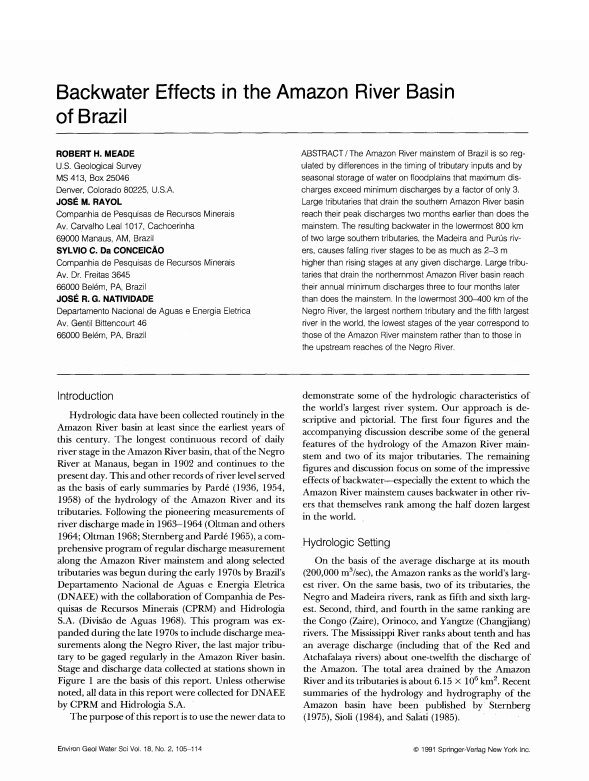 Backwater Effects in the Amazon River Basin
of Brazil
ROBERT H. MEADE
U.S. Geological Survey
MS 413, Box 25046
Denver, Colorado 80225, U.S.A.
JOSÉ M. RAYOL
Companhia de Pesquisas de Recursos Minerais
Av. Carvalho Leal 1017, Cachoerinha
69000 Manaus, AM, Brazil
SYLVIO C. Da CONCEICÃO
Companhia de Pesquisas de Recursos Minerais
Av. Dr. Freitas 3645
66000 Belém, PA, Brazil
JOSÉ R. G. NATIVIDADE
Departamento Nacional de Aguas e Energia Eletrica
Av. Gentil Bittencourt 46
66000 Belém, PA, Brazil
ABSTRACT / The Amazon River mainstem of Brazil is so reg-
ulated by differences in the timing of tributary inputs and by
seasonal storage of water on floodplains that maximum dis-
charges exceed minimum discharges by a factor of only 3.
Large tributaries that drain the southern Amazon River basin
reach their peak discharges two months earlier than does the
mainstem. The resulting backwater in the lowermost 800 km
of two large southern tributaries, the Madeira and Purús riv-
ers, causes falling river stages to be as much as 2–3 m
higher than rising stages at any given discharge. Large tribu-
taries that drain the northernmost Amazon River basin reach
their annual minimum discharges three to four months later
than does the mainstem. In the lowermost 300–400 km of the
Negro River, the largest northern tributary and the fifth largest
river in the world, the lowest stages of the year correspond to
those of the Amazon River mainstem rather than to those in
the upstream reaches of the Negro River.
Introduction
Hydrologic data have been collected routinely in the
Amazon River basin at least since the earliest years of
this century. The longest continuous record of daily
river stage in the Amazon River basin, that of the Negro
River at Manaus, began in 1902 and continues to the
present day. This and other records of river level served
as the basis of early summaries by Pardé (1936, 1954,
1958) of the hydrology of the Amazon River and its
tributaries. Following the pioneering measurements of
river discharge made in 1963–1964 (Oltman and others
1964; Oltman 1968; Sternberg and Pardé 1965), a com-
prehensive program of regular discharge measurement
along the Amazon River mainstem and along selected
tributaries was begun during the early 1970s by Brazil's
Departamento Nacional de Aguas e Energia Eletrica
(DNAEE) with the collaboration of Companhia de Pes-
quisas de Recursos Minerais (CPRM) and Hidrologia
S.A. (Divisão de Aguas 1968). This program was ex-
panded during the late 1970s to include discharge mea-
surements along the Negro River, the last major tribu-
tary to be gaged regularly in the Amazon River basin.
Stage and discharge data collected at stations shown in
Figure 1 are the basis of this report. Unless otherwise
noted, all data in this report were collected for DNAEE
by CPRM and Hidrologia S.A.
The purpose of this report is to use the newer data to
demonstrate some of the hydrologic characteristics of
the world's largest river system. Our approach is de-
scriptive and pictorial. The first four figures and the
accompanying discussion describe some of the general
features of the hydrology of the Amazon River main-
stem and two of its major tributaries. The remaining
figures and discussion focus on some of the impressive
effects of backwater—especially the extent to which the
Amazon River mainstem causes backwater in other riv-
ers that themselves rank among the half dozen largest
in the world.
Hydrologic Setting
On the basis of the average discharge at its mouth
(200,000 m³/sec), the Amazon ranks as the world's larg-
est river. On the same basis, two of its tributaries, the
Negro and Madeira rivers, rank as fifth and sixth larg-
est. Second, third, and fourth in the same ranking are
the Congo (Zaire), Orinoco, and Yangtze (Changjiang)
rivers. The Mississippi River ranks about tenth and has
an average discharge (including that of the Red and
Atchafalaya rivers) about one-twelfth the discharge of
the Amazon. The total area drained by the Amazon
River and its tributaries is about 6.15 × 10⁶ km². Recent
summaries of the hydrology and hydrography of the
Amazon basin have been published by Sternberg
(1975), Sioli (1984), and Salati (1985).
Environ Geol Water Sci Vol. 18, No. 2, 105–114
© 1991 Springer-Verlag New York Inc.